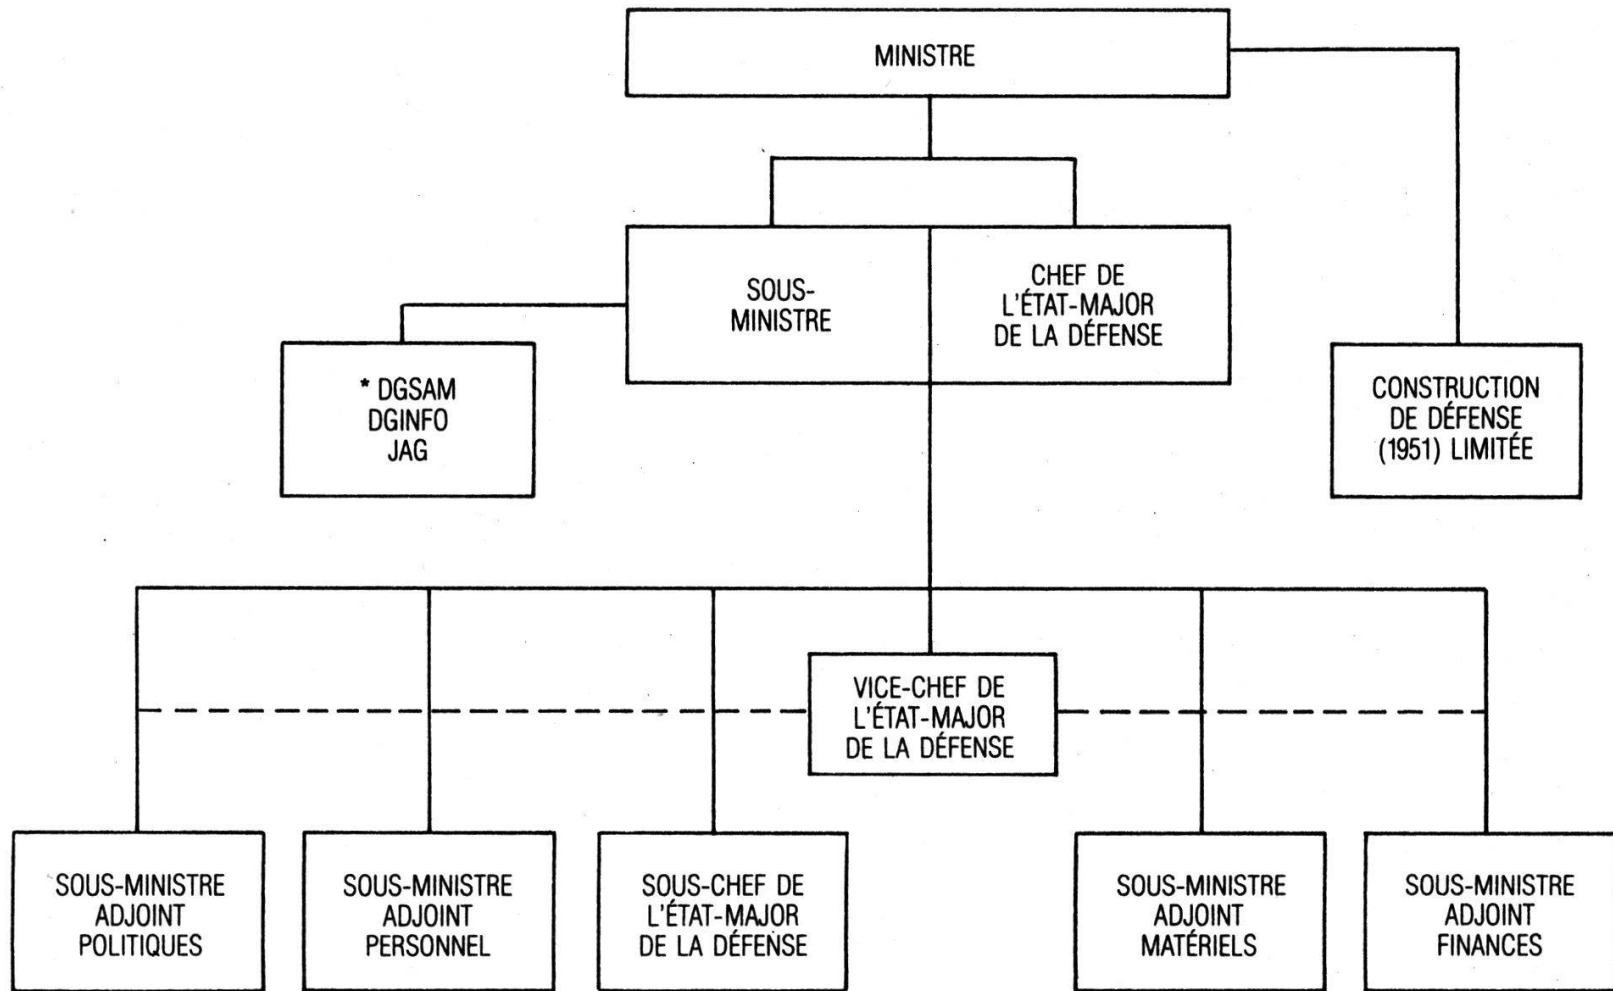 MINISTRE
SOUS-
MINISTRE
CHEF DE
L'ÉTAT-MAJOR
DE LA DÉFENSE
* DGSAM
DGINFO
JAG
CONSTRUCTION
DE DÉFENSE
(1951) LIMITÉE
VICE-CHEF DE
L'ÉTAT-MAJOR
DE LA DÉFENSE
SOUS-MINISTRE
ADJOINT
POLITIQUES
SOUS-MINISTRE
ADJOINT
PERSONNEL
SOUS-CHEF DE
L'ÉTAT-MAJOR
DE LA DÉFENSE
SOUS-MINISTRE
ADJOINT
MATÉRIELS
SOUS-MINISTRE
ADJOINT
FINANCES